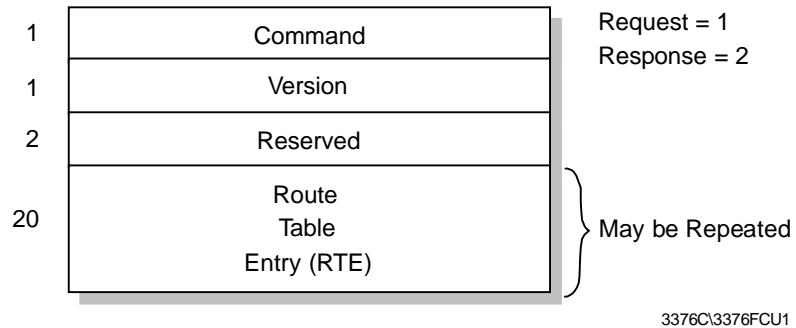 1 Command Request = 1
Response = 2
1 Version
2 Reserved
Route
20 Table May be Repeated
Entry (RTE)
3376C\3376FCU1